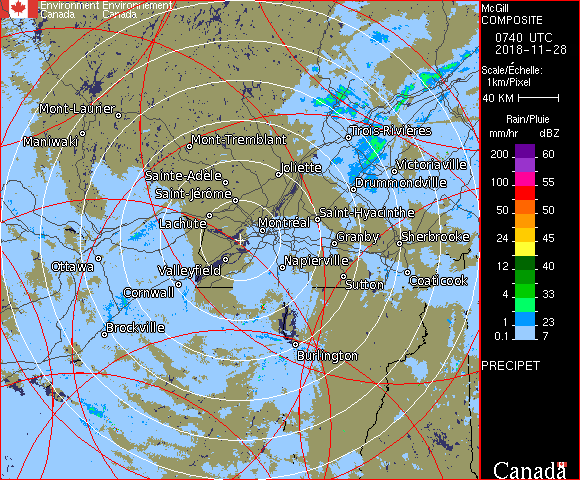 Environment Environnement
Canada Canada
McGill
COMPOSITE
0740 UTC
2018-11-28
Scale/Échelle:
1km/Pixel
40 KM
Rain/Pluie
mm/hr dBZ
200 60
100 55
50 50
24 45
12 40
4 33
1 23
0.1 7
PRECIPET
Canada
Mont-Laurier
Maniwaki
Mont-Tremblant
Trois-Rivières
Joliette
Victoriaville
Sainte-Adèle
Drummondville
Saint-Jérôme
Saint-Hyacinthe
Lachute
Montréal
Granby
Sherbrooke
Ottawa
Valleyfield
Napierville
Cornwall
Sutton
Coaticook
Brockville
Burlington